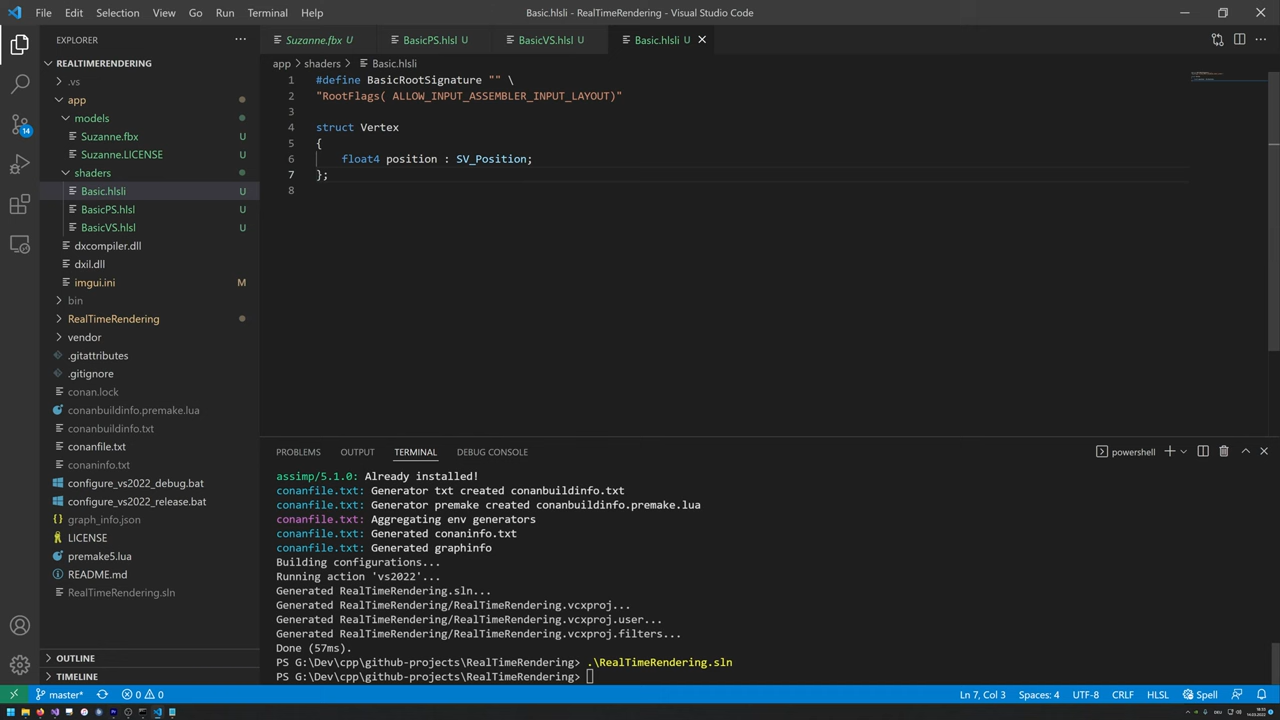 File Edit Selection View Go Run Terminal Help
Basic.hlsli - RealTimeRendering - Visual Studio Code
EXPLORER
REALTIMERENDERING
.vs
app
models
Suzanne.fbx U
Suzanne.LICENSE U
shaders
Basic.hlsli U
BasicPS.hlsl U
BasicVS.hlsl U
dxcompiler.dll
dxil.dll
imgui.ini M
bin
RealTimeRendering
vendor
.gitattributes
.gitignore
conan.lock
conanbuildinfo.premake.lua
conanbuildinfo.txt
conanfile.txt
conaninfo.txt
configure_vs2022_debug.bat
configure_vs2022_release.bat
graph_info.json
LICENSE
premake5.lua
README.md
RealTimeRendering.sln
OUTLINE
TIMELINE
14
Suzanne.fbx U
BasicPS.hlsl U
BasicVS.hlsl U
Basic.hlsli U
app > shaders > Basic.hlsli
1 #define BasicRootSignature "" \
2 "RootFlags( ALLOW_INPUT_ASSEMBLER_INPUT_LAYOUT)"
3
4 struct Vertex
5 {
6 float4 position : SV_Position;
7 };
8
PROBLEMS OUTPUT TERMINAL DEBUG CONSOLE
powershell
assimp/5.1.0: Already installed!
conanfile.txt: Generator txt created conanbuildinfo.txt
conanfile.txt: Generator premake created conanbuildinfo.premake.lua
conanfile.txt: Aggregating env generators
conanfile.txt: Generated conaninfo.txt
conanfile.txt: Generated graphinfo
Building configurations...
Running action 'vs2022'...
Generated RealTimeRendering.sln...
Generated RealTimeRendering/RealTimeRendering.vcxproj...
Generated RealTimeRendering/RealTimeRendering.vcxproj.user...
Generated RealTimeRendering/RealTimeRendering.vcxproj.filters...
Done (57ms).
PS G:\Dev\cpp\github-projects\RealTimeRendering> .\RealTimeRendering.sln
PS G:\Dev\cpp\github-projects\RealTimeRendering>
master* 0 0
Ln 7, Col 3 Spaces: 4 UTF-8 CRLF HLSL Spell
DEU
14.03.2022